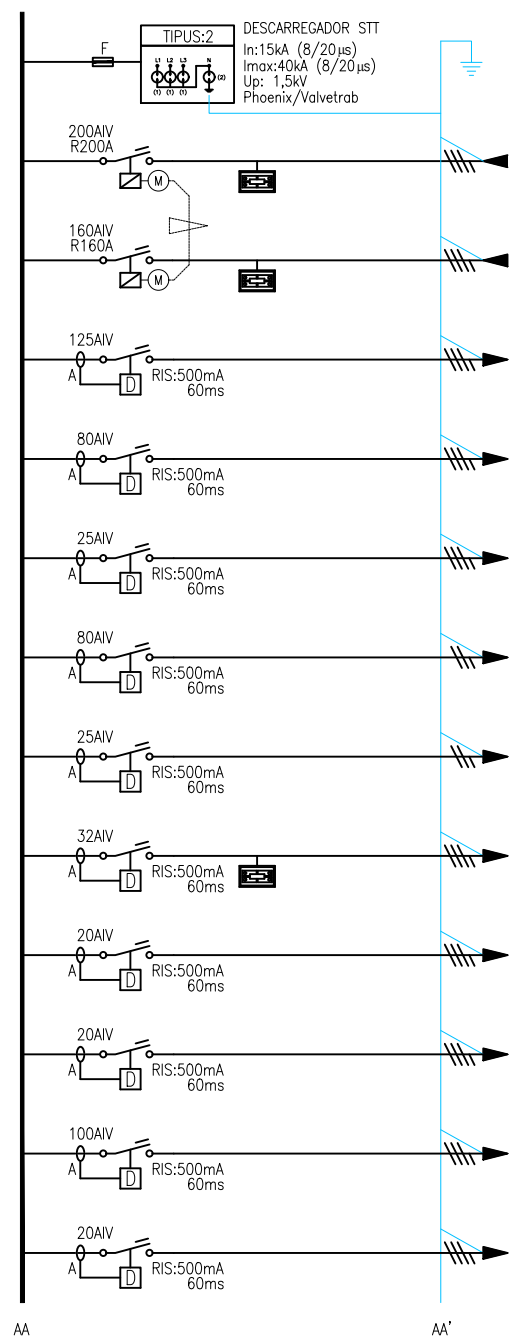 F
TIPUS:2
L1 L2 L3 N
(2)
(1) (1) (1)
DESCARREGADOR STT
In:15kA (8/20µs)
Imax:40kA (8/20µs)
Up: 1,5kV
Phoenix/Valvetrab
200AIV
R200A
M
160AIV
R160A
M
125AIV
A
D
RIS:500mA
60ms
80AIV
A
D
RIS:500mA
60ms
25AIV
A
D
RIS:500mA
60ms
80AIV
A
D
RIS:500mA
60ms
25AIV
A
D
RIS:500mA
60ms
32AIV
A
D
RIS:500mA
60ms
20AIV
A
D
RIS:500mA
60ms
20AIV
A
D
RIS:500mA
60ms
100AIV
A
D
RIS:500mA
60ms
20AIV
A
D
RIS:500mA
60ms
AA
AA'